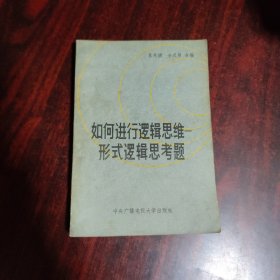 如何进行逻辑思维—
形式逻辑思考题
中央广播电视大学出版社